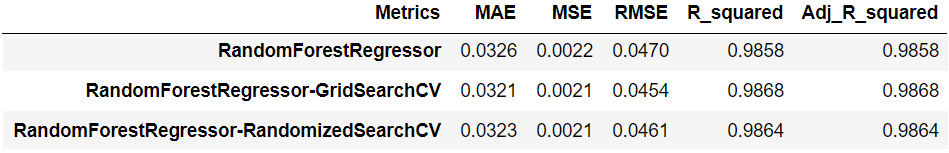 Metrics MAE MSE RMSE R_squared Adj_R_squared
RandomForestRegressor 0.0326 0.0022 0.0470 0.9858 0.9858
RandomForestRegressor-GridSearchCV 0.0321 0.0021 0.0454 0.9868 0.9868
RandomForestRegressor-RandomizedSearchCV 0.0323 0.0021 0.0461 0.9864 0.9864